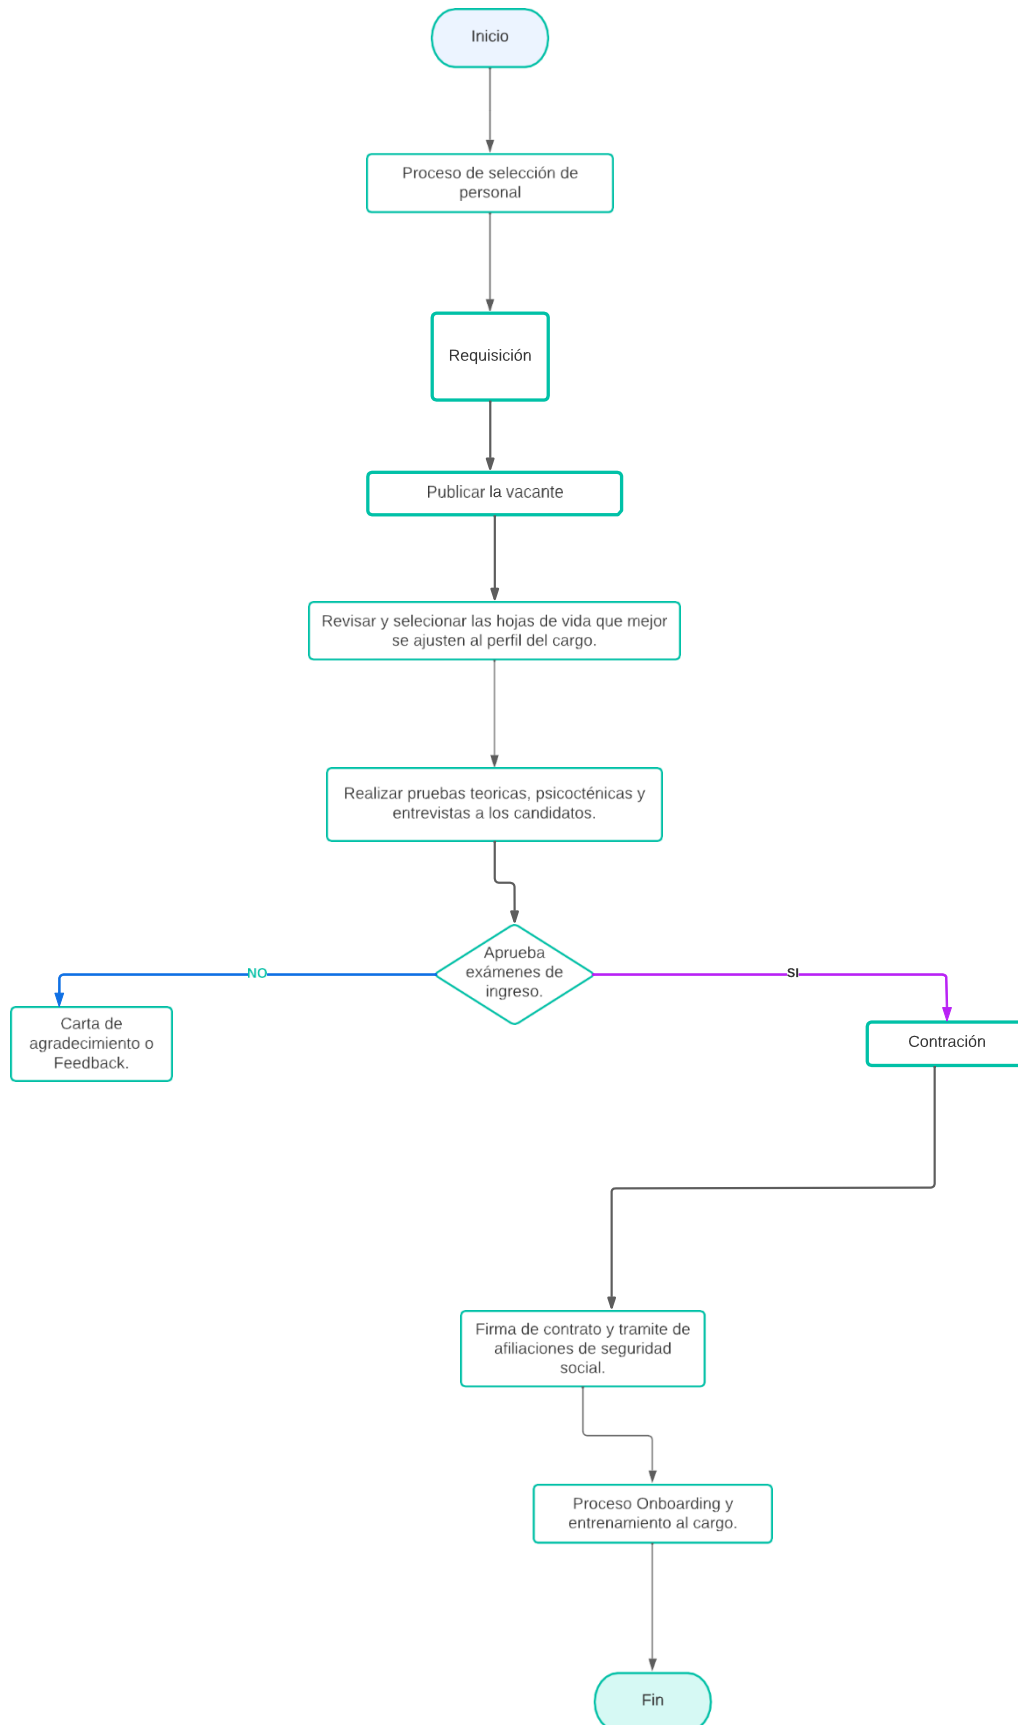 Inicio
Proceso de selección de
personal
Requisición
Publicar la vacante
Revisar y selecionar las hojas de vida que mejor
se ajusten al perfil del cargo.
Realizar pruebas teoricas, psicocténicas y
entrevistas a los candidatos.
Aprueba
exámenes de
ingreso.
NO
SI
Carta de
agradecimiento o
Feedback.
Contración
Firma de contrato y tramite de
afiliaciones de seguridad
social.
Proceso Onboarding y
entrenamiento al cargo.
Fin